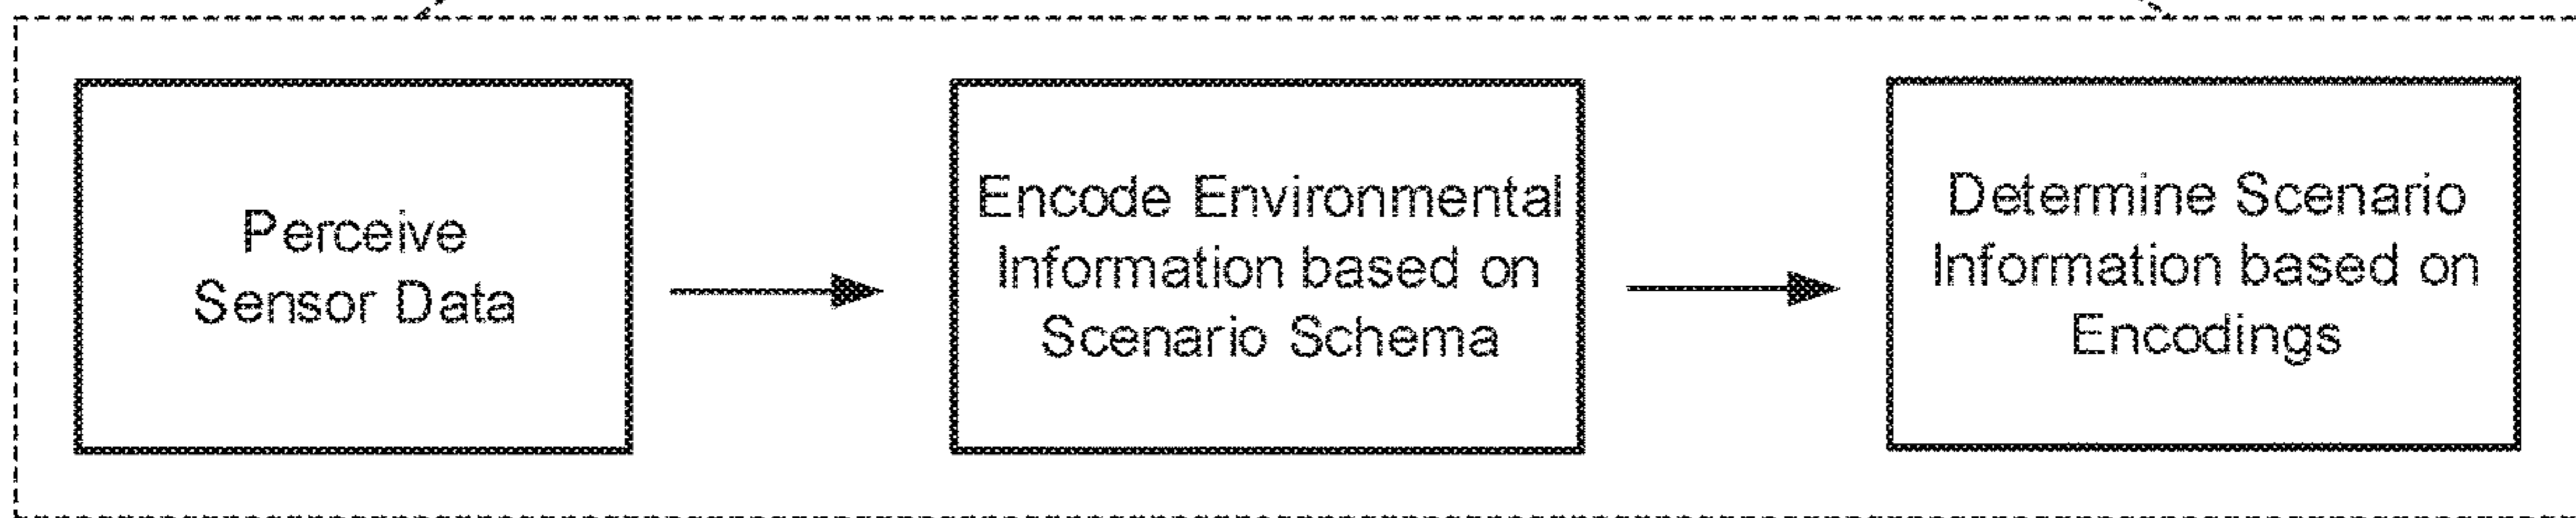 Perceive
Sensor Data
Encode Environmental
Information based on
Scenario Schema
Determine Scenario
Information based on
Encodings